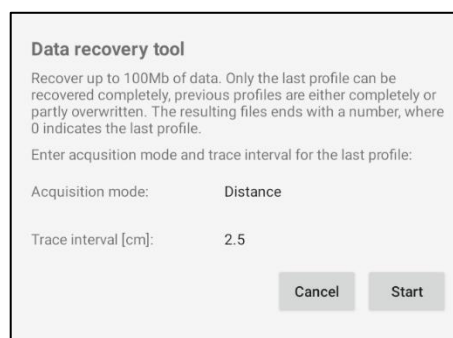 Data recovery tool
Recover up to 100Mb of data. Only the last profile can be
recovered completely, previous profiles are either completely or
partly overwritten. The resulting files ends with a number, where
0 indicates the last profile.
Enter acqusition mode and trace interval for the last profile:
Acquisition mode: Distance
Trace interval [cm]: 2.5
Cancel Start